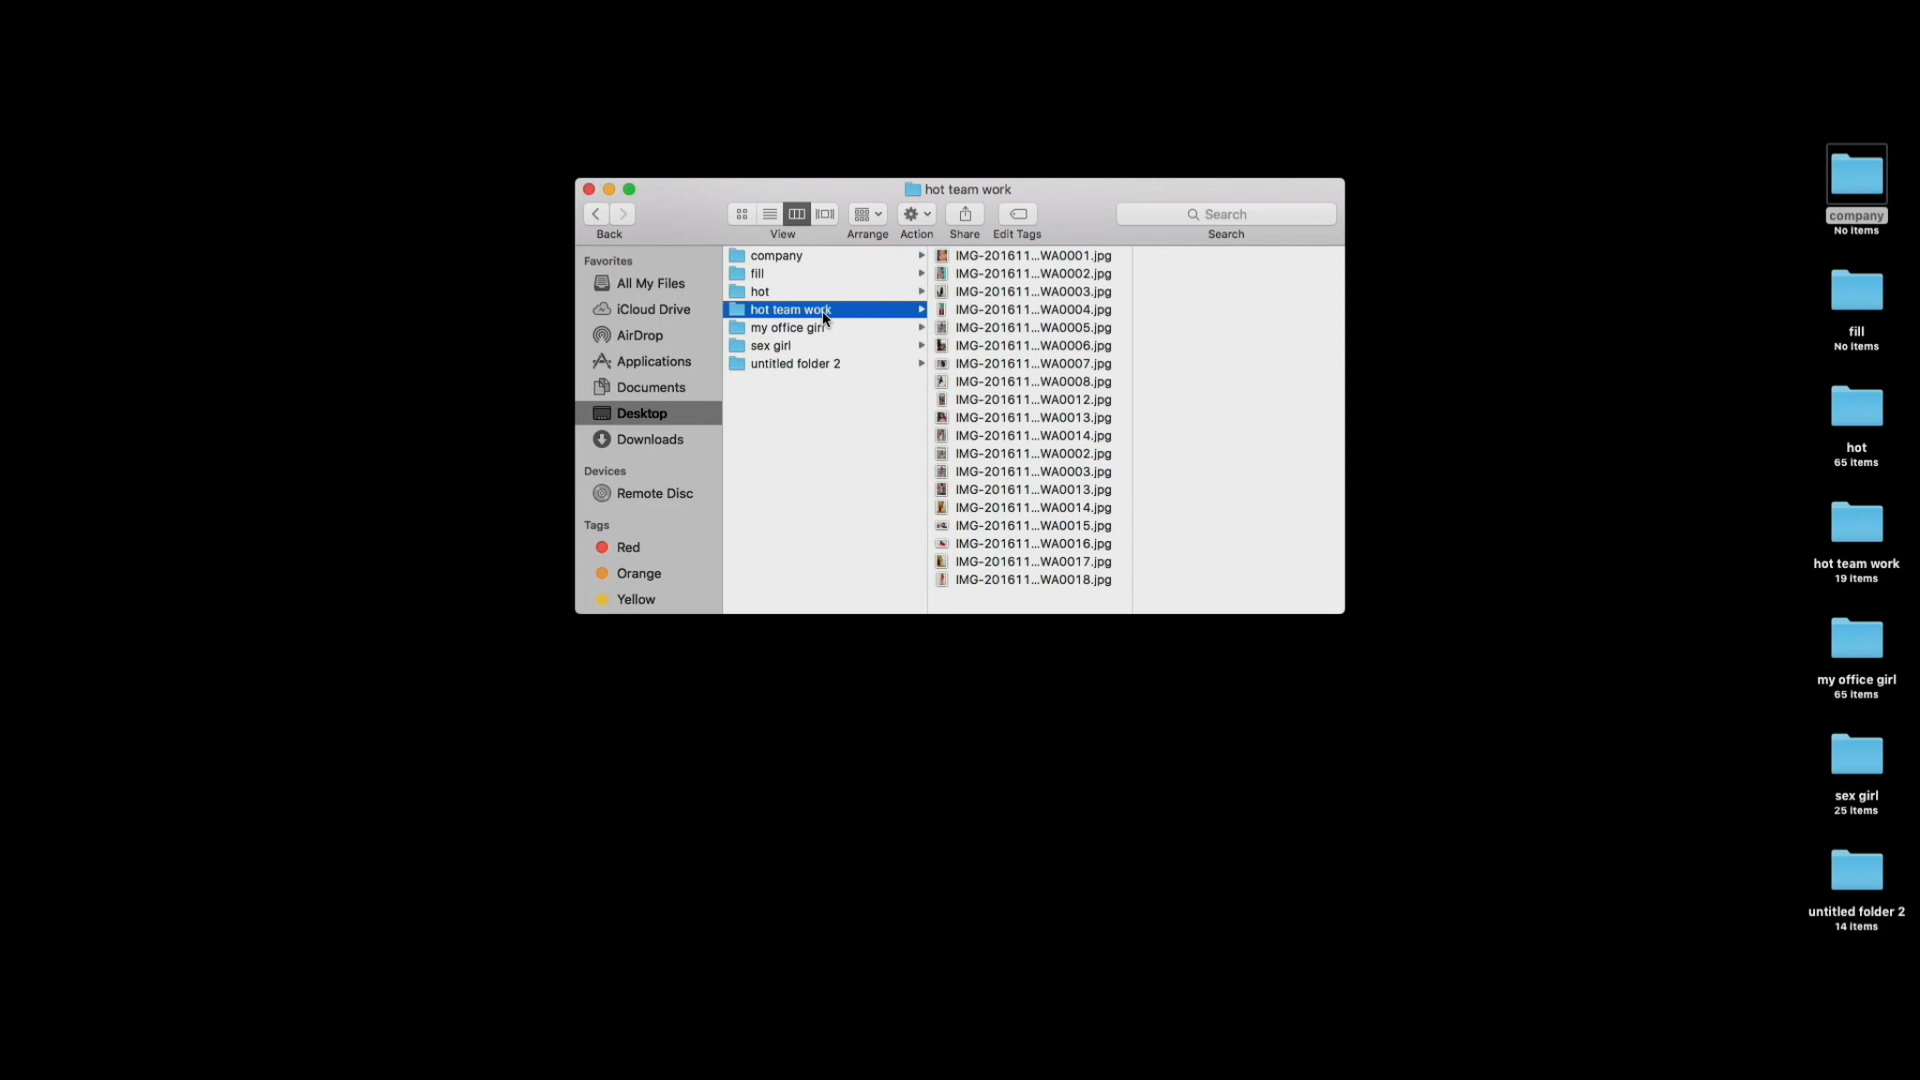 hot team work
Search
Back
View
Arrange
Action
Share
Edit Tags
Search
Favorites
All My Files
iCloud Drive
AirDrop
Applications
Documents
Desktop
Downloads
Devices
Remote Disc
Tags
Red
Orange
Yellow
company
fill
hot
hot team work
my office girl
sex girl
untitled folder 2
IMG-201611...WA0001.jpg
IMG-201611...WA0002.jpg
IMG-201611...WA0003.jpg
IMG-201611...WA0004.jpg
IMG-201611...WA0005.jpg
IMG-201611...WA0006.jpg
IMG-201611...WA0007.jpg
IMG-201611...WA0008.jpg
IMG-201611...WA0012.jpg
IMG-201611...WA0013.jpg
IMG-201611...WA0014.jpg
IMG-201611...WA0002.jpg
IMG-201611...WA0003.jpg
IMG-201611...WA0013.jpg
IMG-201611...WA0014.jpg
IMG-201611...WA0015.jpg
IMG-201611...WA0016.jpg
IMG-201611...WA0017.jpg
IMG-201611...WA0018.jpg
company
No items
fill
No items
hot
65 items
hot team work
19 items
my office girl
65 items
sex girl
25 items
untitled folder 2
14 items